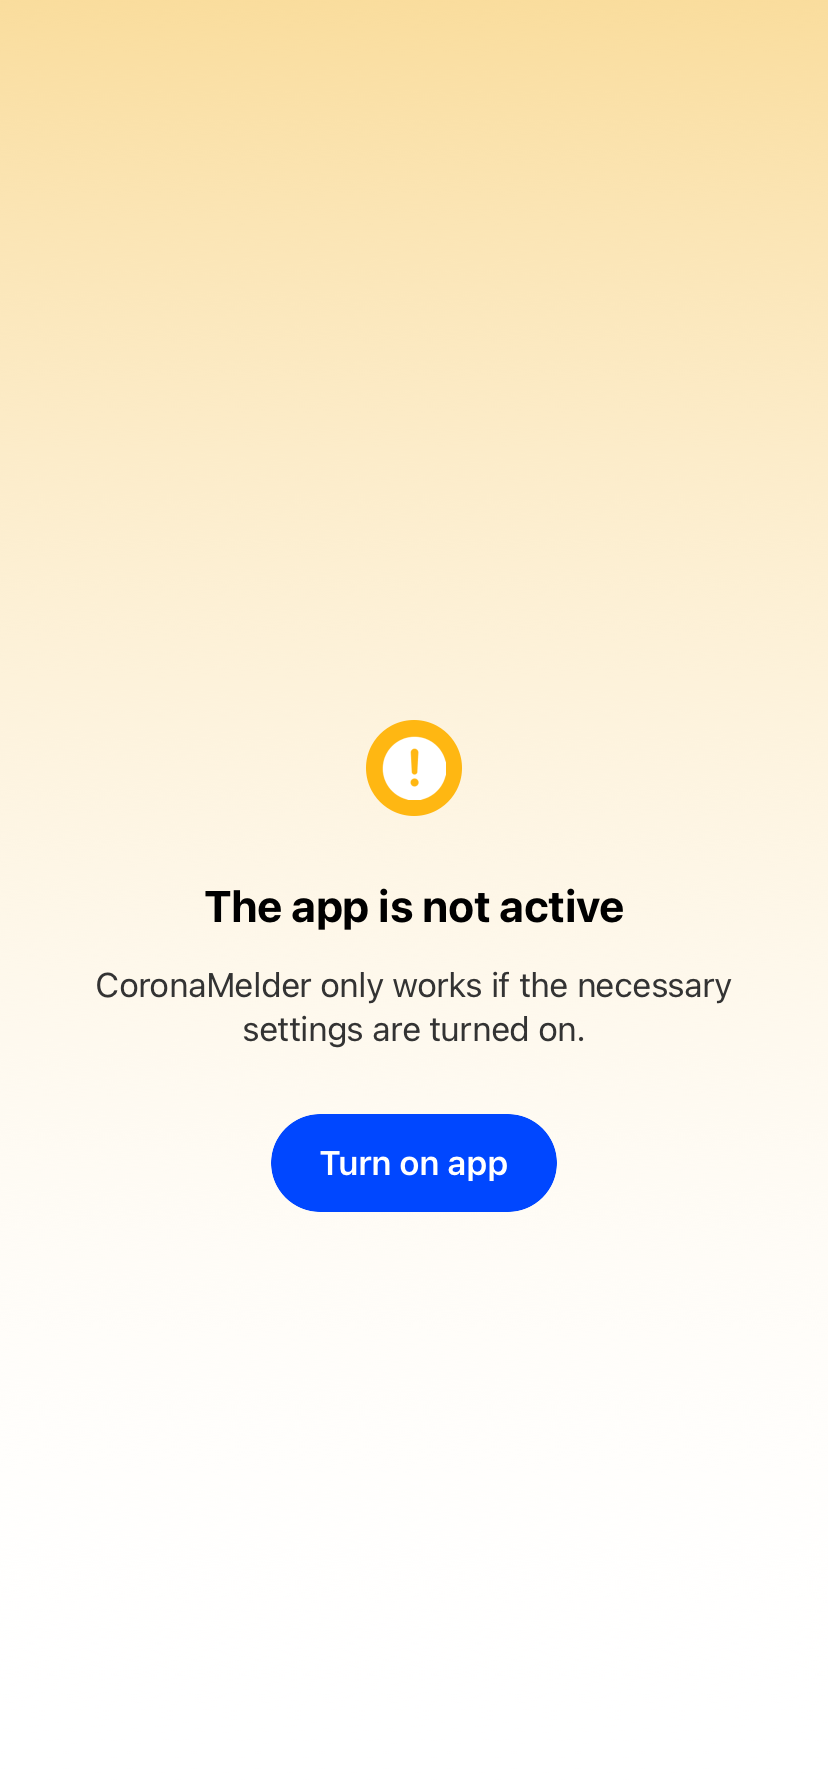 The app is not active
CoronaMelder only works if the necessary
settings are turned on.
Turn on app